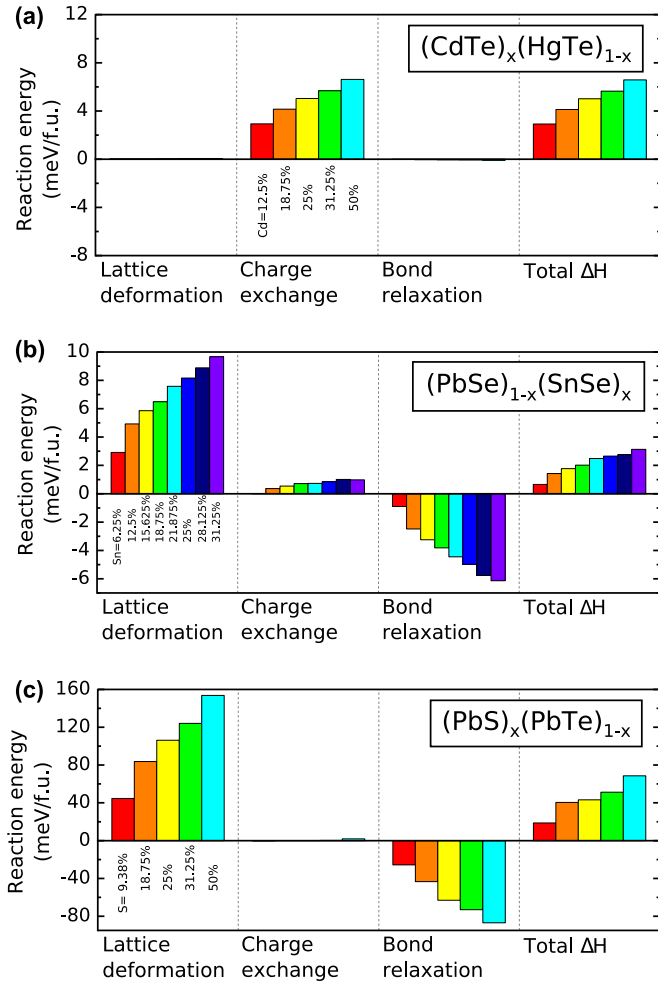 (a)
(CdTe)x(HgTe)1-x
Reaction energy
(meV/f.u.)
12
8
4
0
-4
-8
Cd=12.5%
18.75%
25%
31.25%
50%
Lattice
deformation
Charge
exchange
Bond
relaxation
Total ΔH
(b)
(PbSe)1-x(SnSe)x
Reaction energy
(meV/f.u.)
10
8
6
4
2
0
-2
-4
-6
Sn=6.25%
12.5%
15.625%
18.75%
21.875%
25%
28.125%
31.25%
Lattice
deformation
Charge
exchange
Bond
relaxation
Total ΔH
(c)
(PbS)x(PbTe)1-x
Reaction energy
(meV/f.u.)
160
120
80
40
0
-40
-80
S= 9.38%
18.75%
25%
31.25%
50%
Lattice
deformation
Charge
exchange
Bond
relaxation
Total ΔH